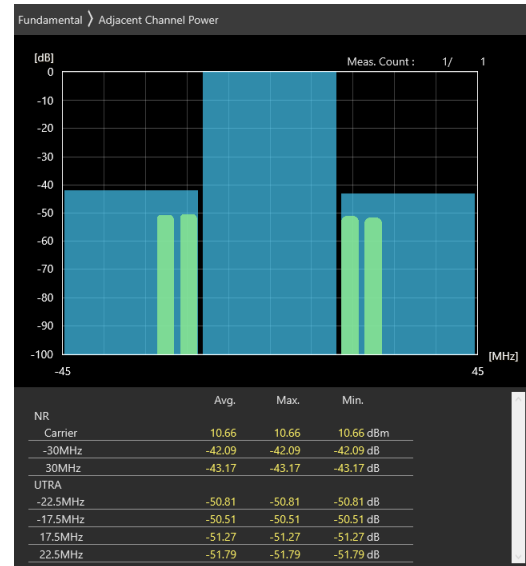 Fundamental 〉 Adjacent Channel Power
[dB]
Meas. Count : 1/ 1
0
-10
-20
-30
-40
-50
-60
-70
-80
-90
-100
[MHz]
-45 45
Avg. Max. Min.
NR
Carrier 10.66 10.66 10.66 dBm
-30MHz -42.09 -42.09 -42.09 dB
30MHz -43.17 -43.17 -43.17 dB
UTRA
-22.5MHz -50.81 -50.81 -50.81 dB
-17.5MHz -50.51 -50.51 -50.51 dB
17.5MHz -51.27 -51.27 -51.27 dB
22.5MHz -51.79 -51.79 -51.79 dB